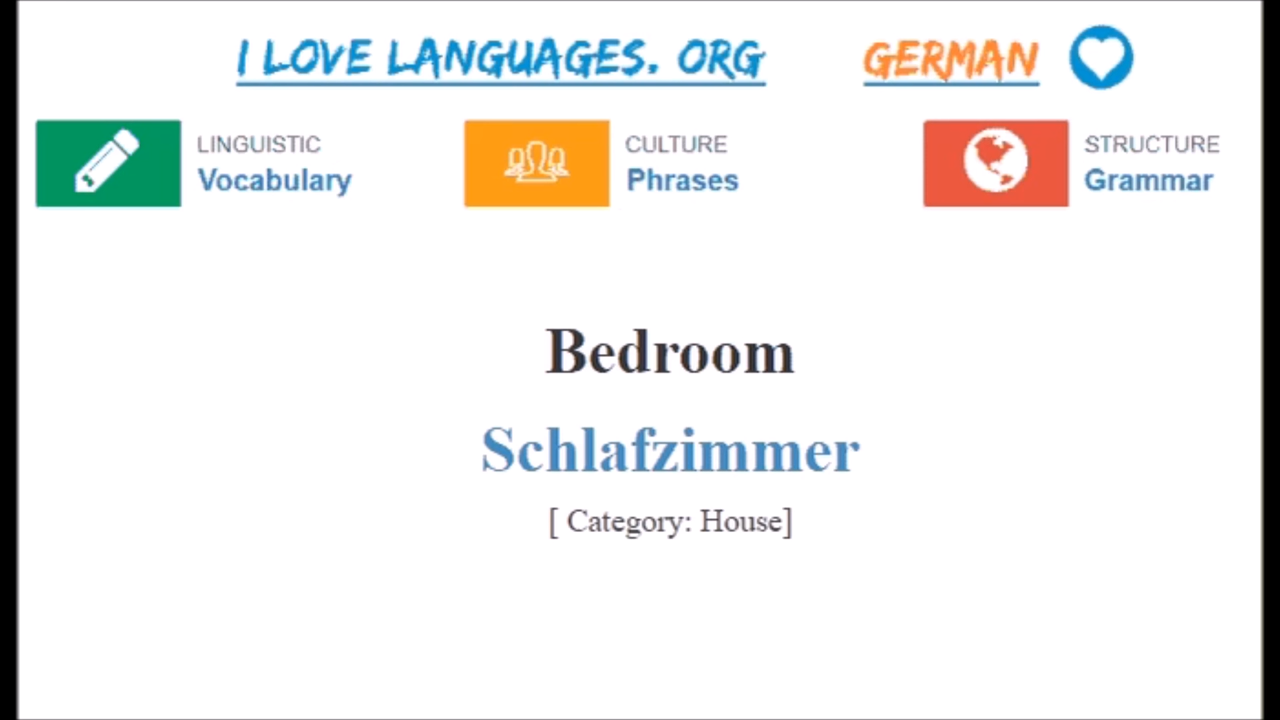 I LOVE LANGUAGES. ORG GERMAN
LINGUISTIC CULTURE STRUCTURE
Vocabulary Phrases Grammar
Bedroom
Schlafzimmer
[ Category: House]